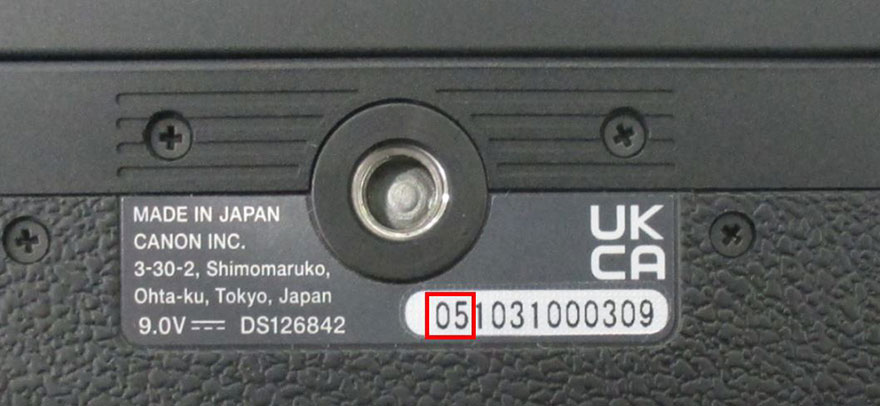 MADE IN JAPAN
CANON INC.
3-30-2, Shimomaruko,
Ohta-ku, Tokyo, Japan
9.0V ⎓ DS126842
UK
CA
051031000309